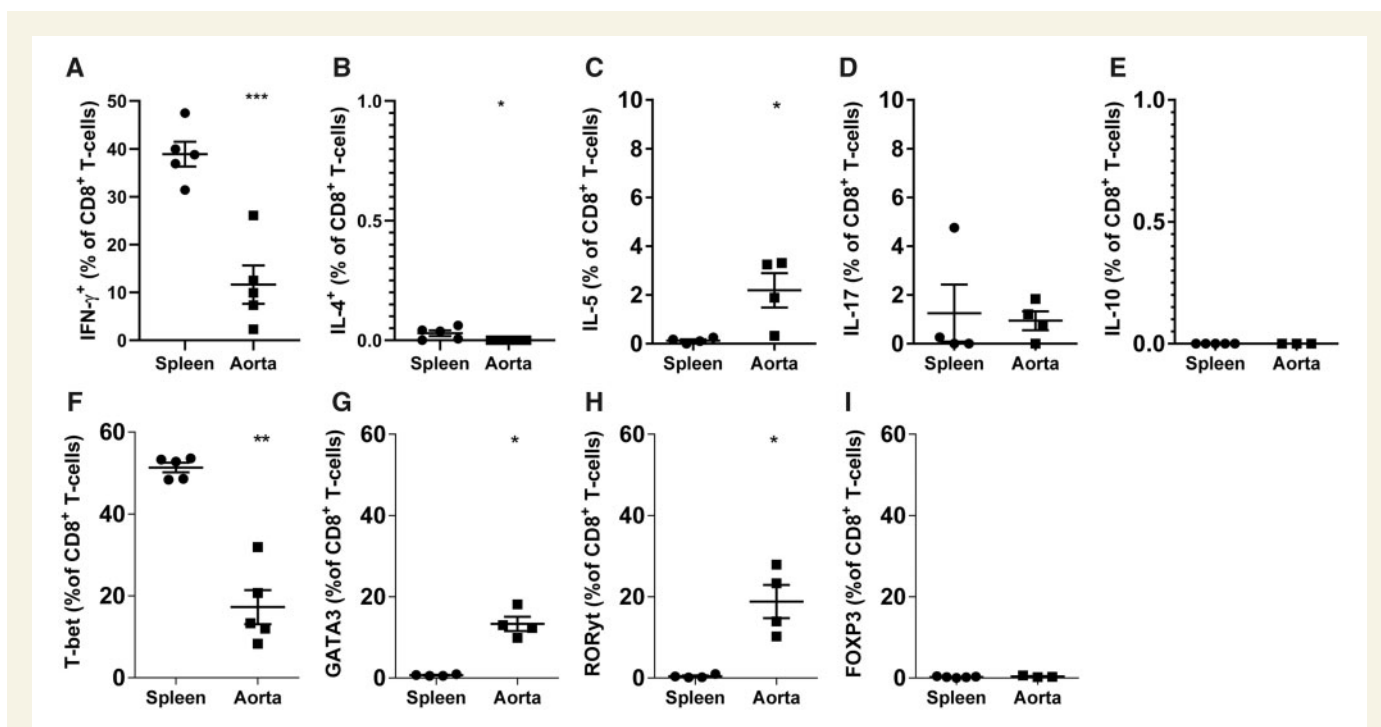 A
IFN-γ⁺ (% of CD8⁺ T-cells)
50
40
30
20
10
0
***
Spleen Aorta
B
IL-4⁺ (% of CD8⁺ T-cells)
1.0
0.5
0.0
*
Spleen Aorta
C
IL-5 (% of CD8⁺ T-cells)
10
8
6
4
2
0
*
Spleen Aorta
D
IL-17 (% of CD8⁺ T-cells)
10
8
6
4
2
0
Spleen Aorta
E
IL-10 (% of CD8⁺ T-cells)
1.0
0.5
0.0
Spleen Aorta
F
T-bet (%of CD8⁺ T-cells)
60
40
20
0
**
Spleen Aorta
G
GATA3 (%of CD8⁺ T-cells)
60
40
20
0
*
Spleen Aorta
H
RORyt (%of CD8⁺ T-cells)
60
40
20
0
*
Spleen Aorta
I
FOXP3 (%of CD8⁺ T-cells)
60
40
20
0
Spleen Aorta